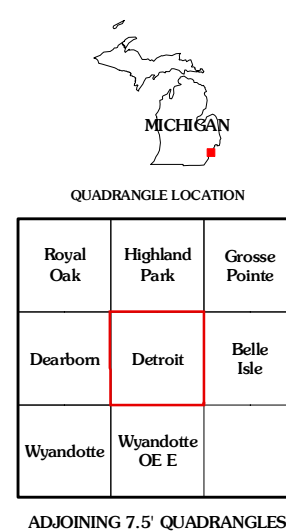 MICHIGAN
QUADRANGLE LOCATION
Royal
Oak
Highland
Park
Grosse
Pointe
Dearborn
Detroit
Belle
Isle
Wyandotte
Wyandotte
OE E
ADJOINING 7.5' QUADRANGLES